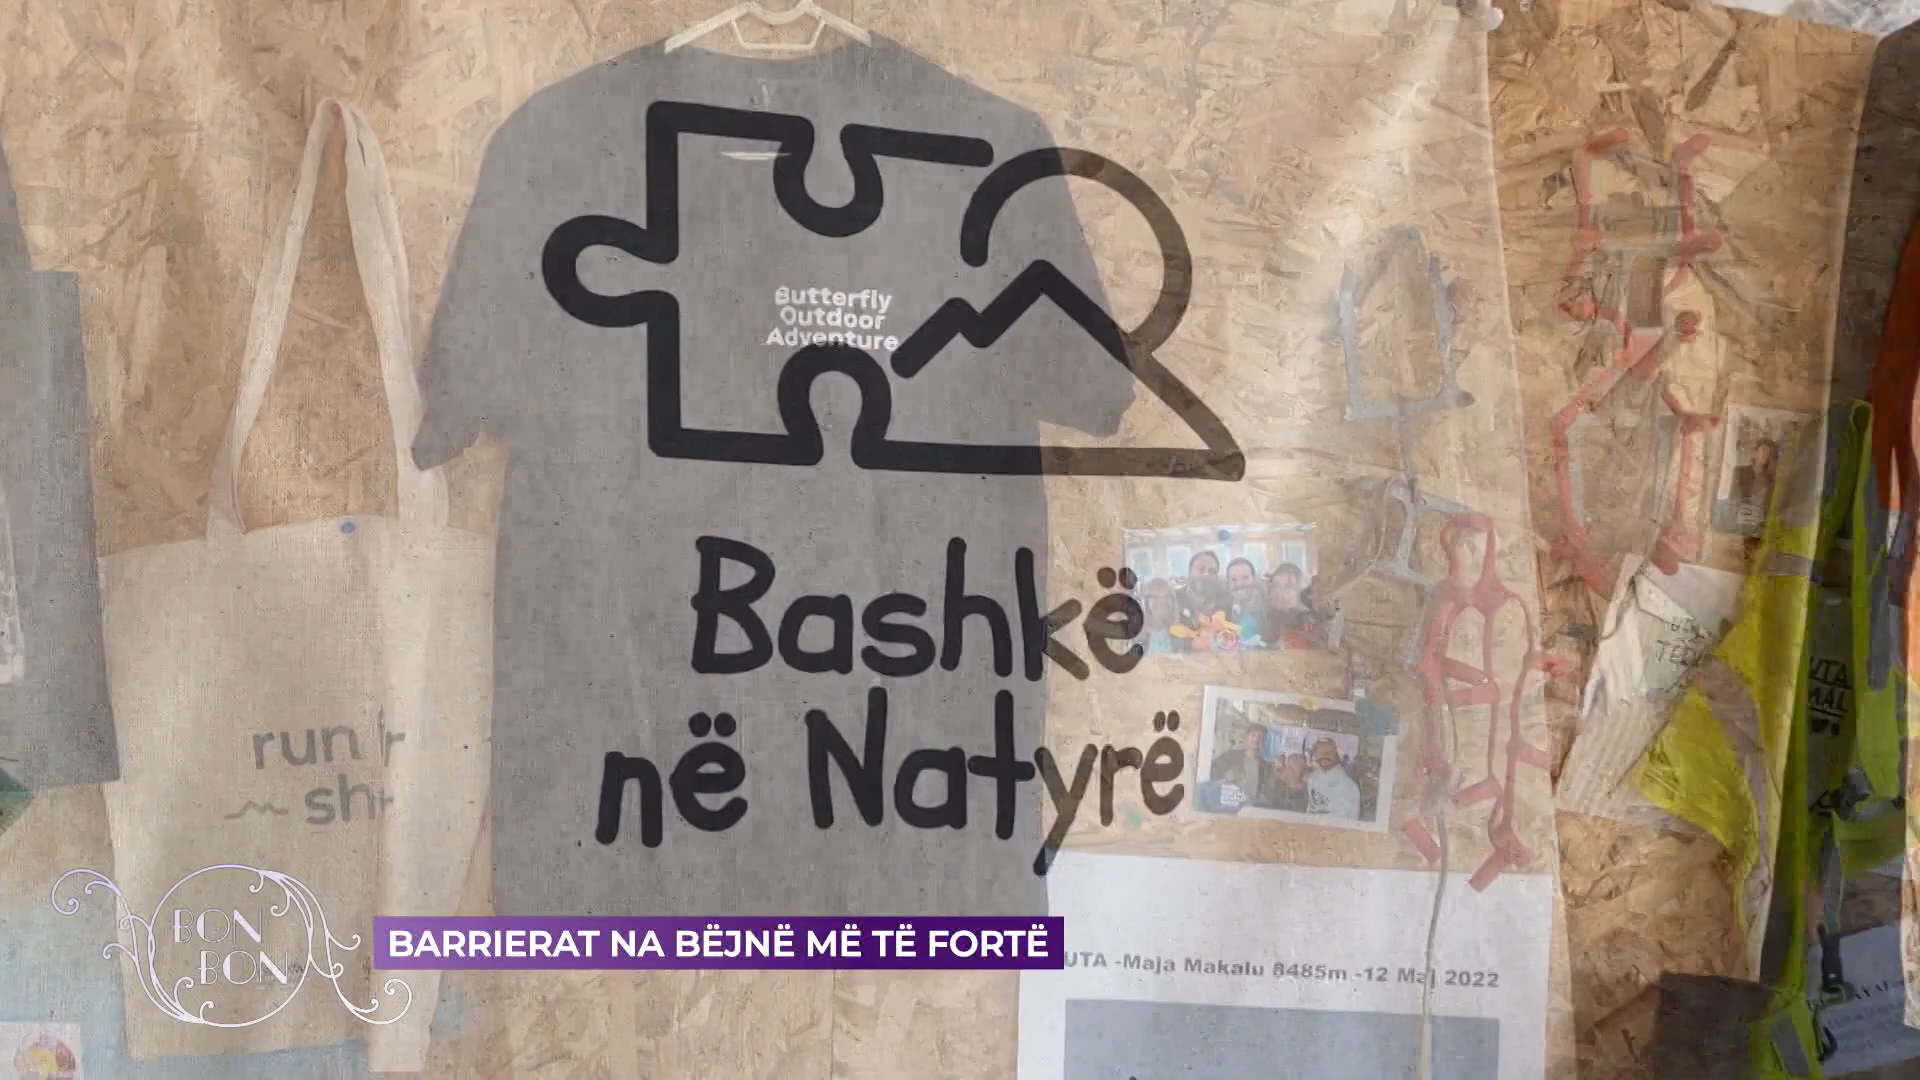 Butterfly
Outdoor
Adventure
Bashkë
në Natyrë
run
BON
BON
BARRIERAT NA BËJNË MË TË FORTË
UTA -Maja Makalu 8485m -12 Maj 2022